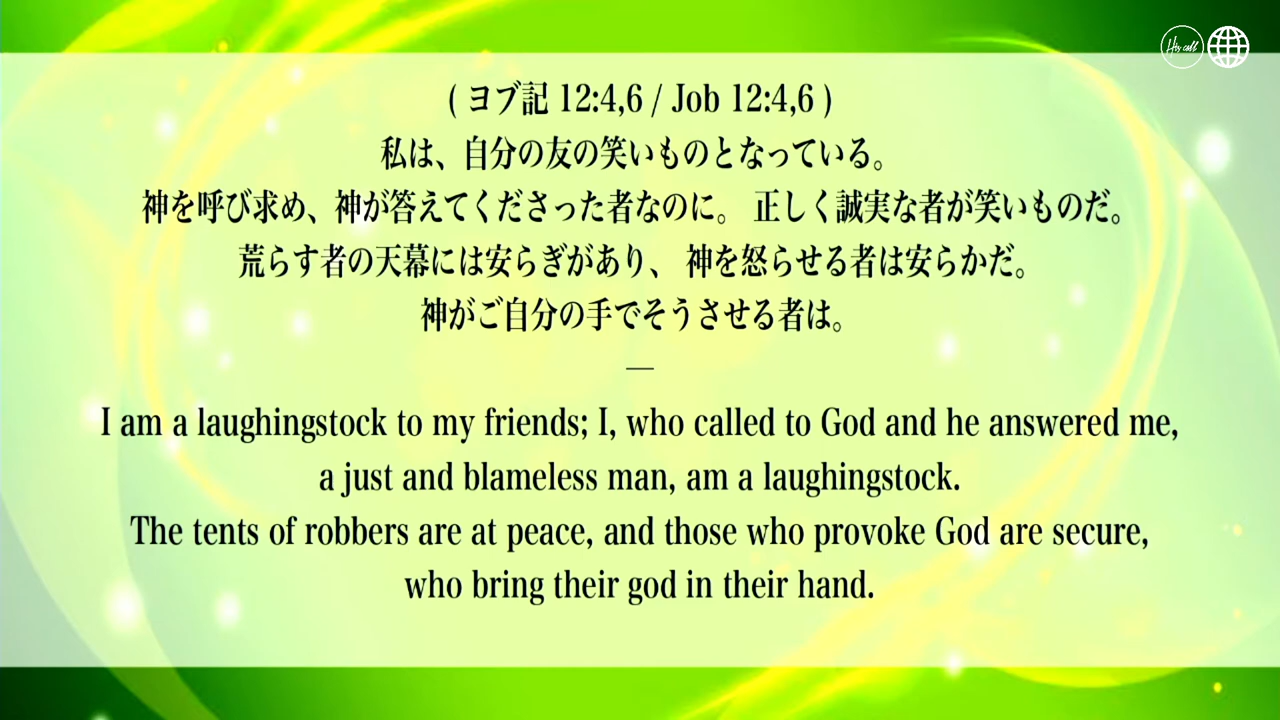 His call
( ヨブ記 12:4,6 / Job 12:4,6 )
私は、自分の友の笑いものとなっている。
神を呼び求め、神が答えてくださった者なのに。 正しく誠実な者が笑いものだ。
荒らす者の天幕には安らぎがあり、 神を怒らせる者は安らかだ。
神がご自分の手でそうさせる者は。
—
I am a laughingstock to my friends; I, who called to God and he answered me,
a just and blameless man, am a laughingstock.
The tents of robbers are at peace, and those who provoke God are secure,
who bring their god in their hand.